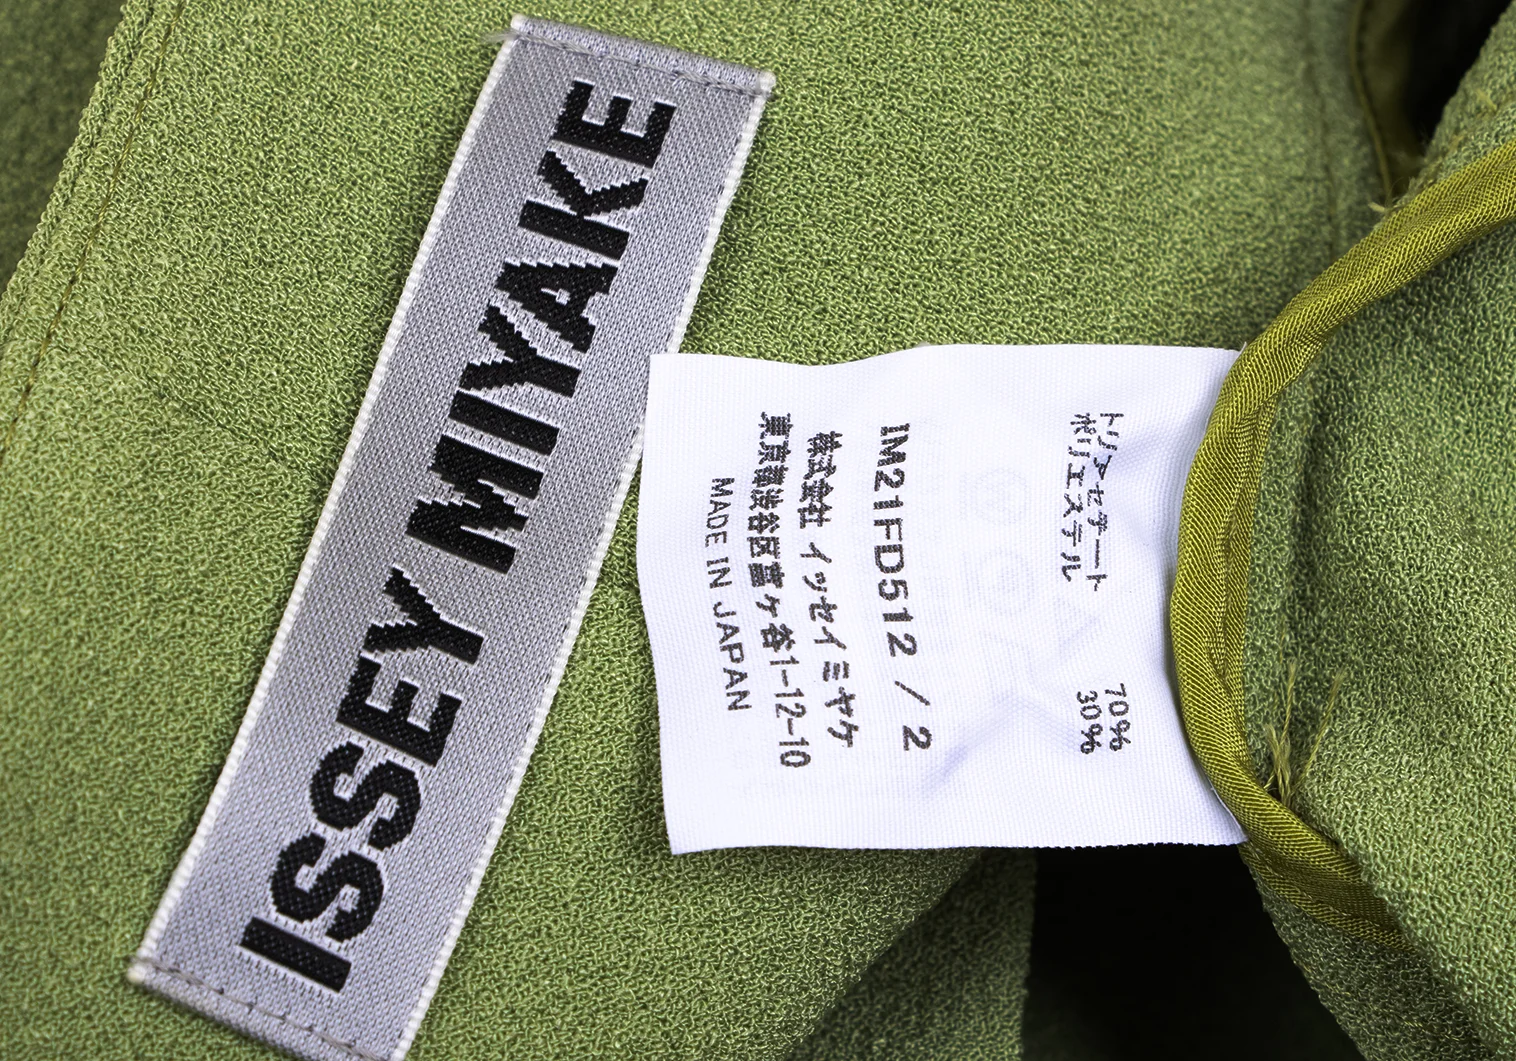 ISSEY MIYAKE
トリアセテート 70%
ポリエステル 30%
IM21FD512 / 2
株式会社 イッセイミヤケ
東京都渋谷区富ヶ谷1-12-10
MADE IN JAPAN